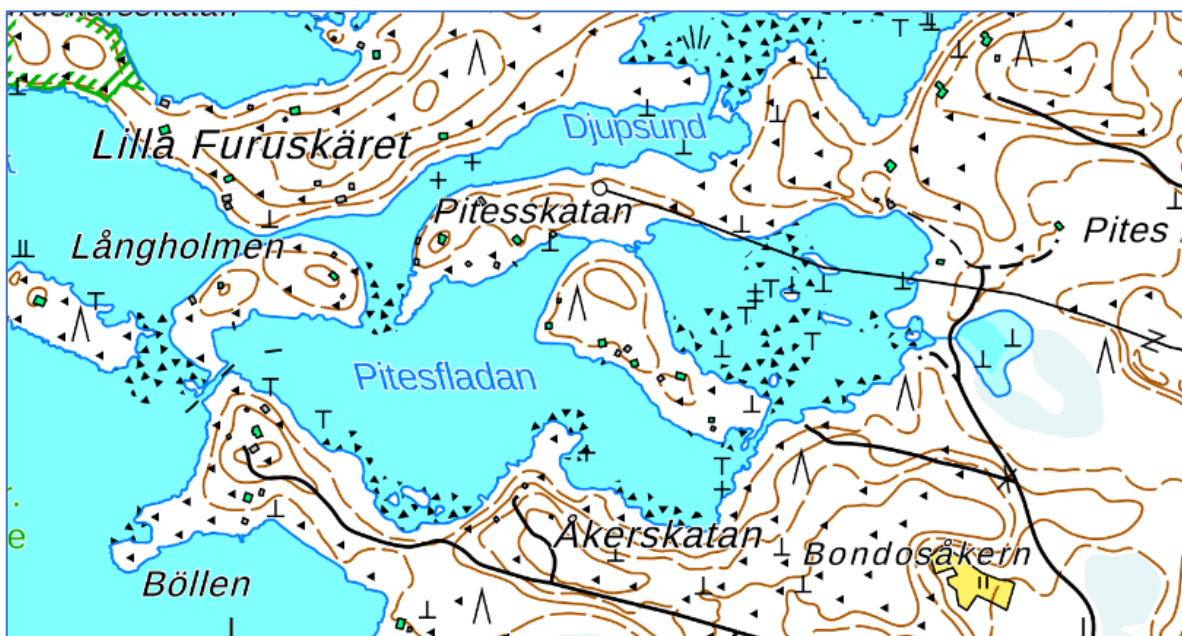 Djupsund
Lilla Furuskäret
Pitesskatan
Pites
Långholmen
Pitesfladan
Åkerskatan
Bondosåkern
Böllen
e